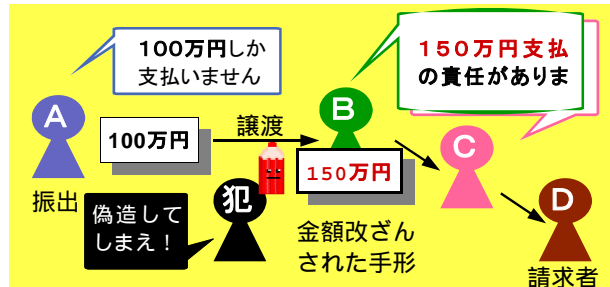 100万円しか
支払いません
150万円支払
の責任がありま
A
B
C
D
100万円
譲渡
150万円
振出
犯
偽造して
しまえ!
金額改ざん
された手形
請求者